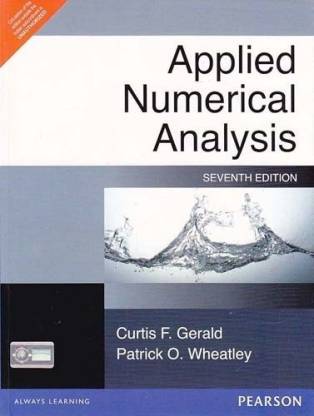 Applied
Numerical
Analysis
SEVENTH EDITION
Curtis F. Gerald
Patrick O. Wheatley
ALWAYS LEARNING
PEARSON